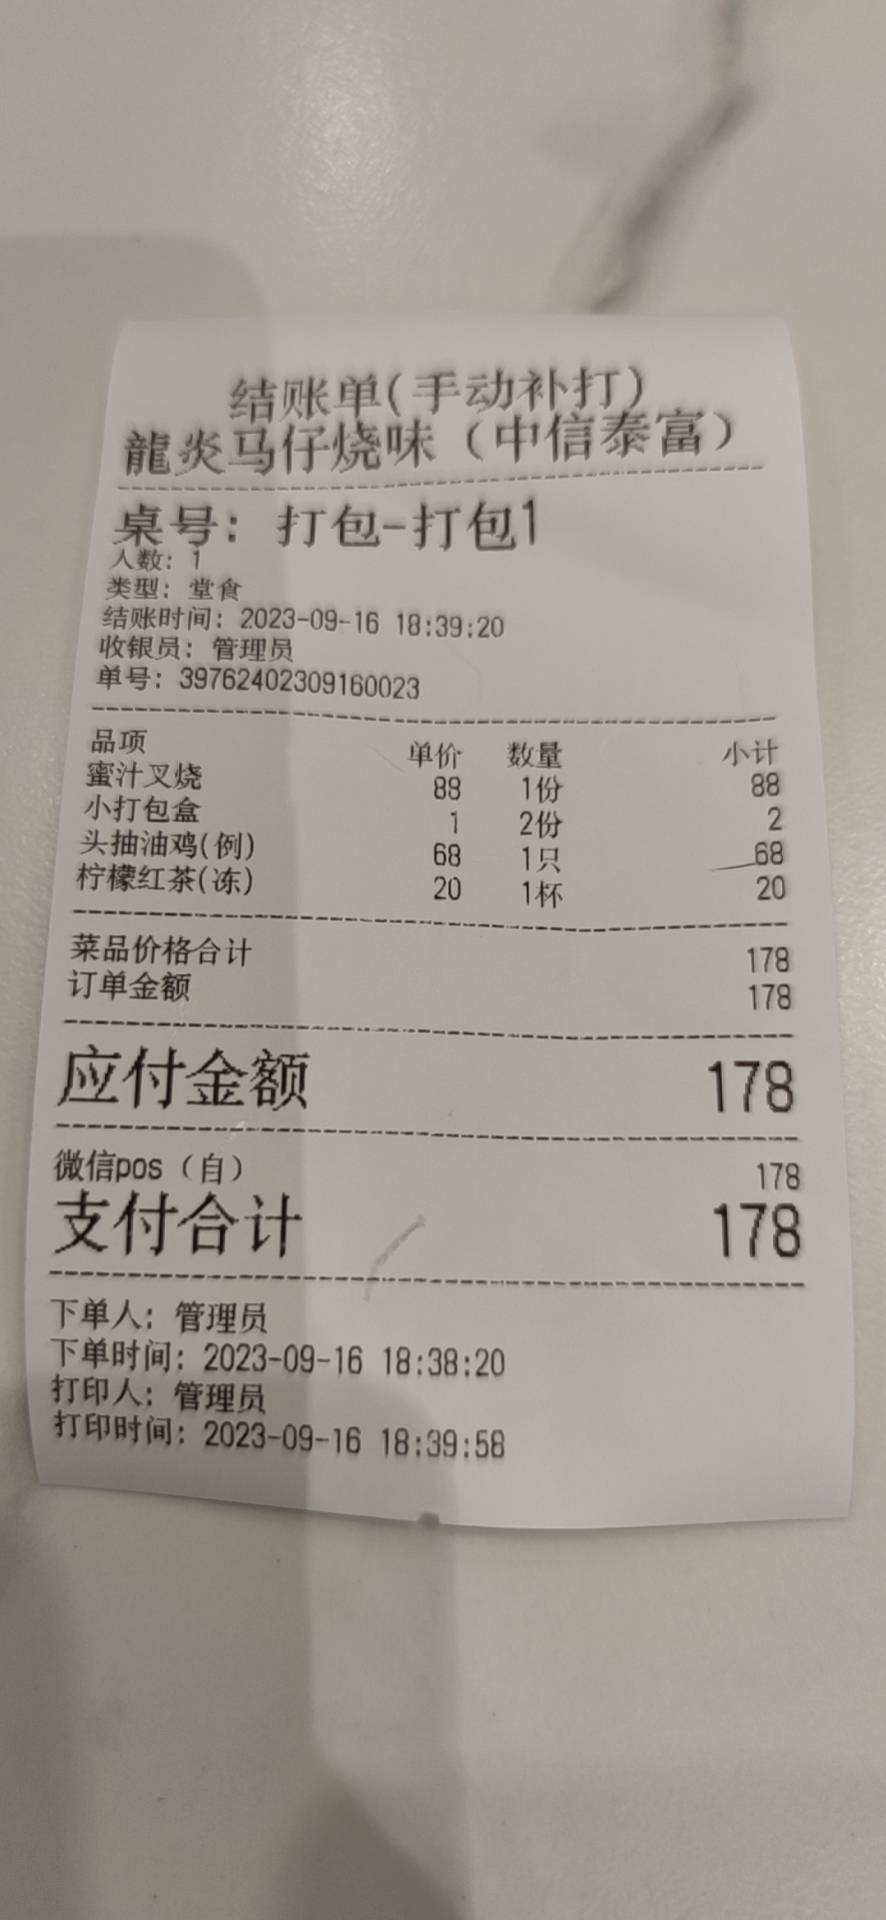 结账单(手动补打)
龍炎马仔烧味（中信泰富）
桌号: 打包-打包1
人数: 1
类型: 堂食
结账时间: 2023-09-16 18:39:20
收银员: 管理员
单号: 39762402309160023
品项 单价 数量 小计
蜜汁叉烧 88 1份 88
小打包盒 1 2份 2
头抽油鸡(例) 68 1只 68
柠檬红茶(冻) 20 1杯 20
菜品价格合计 178
订单金额 178
应付金额 178
微信pos（自） 178
支付合计 178
下单人: 管理员
下单时间: 2023-09-16 18:38:20
打印人: 管理员
打印时间: 2023-09-16 18:39:58